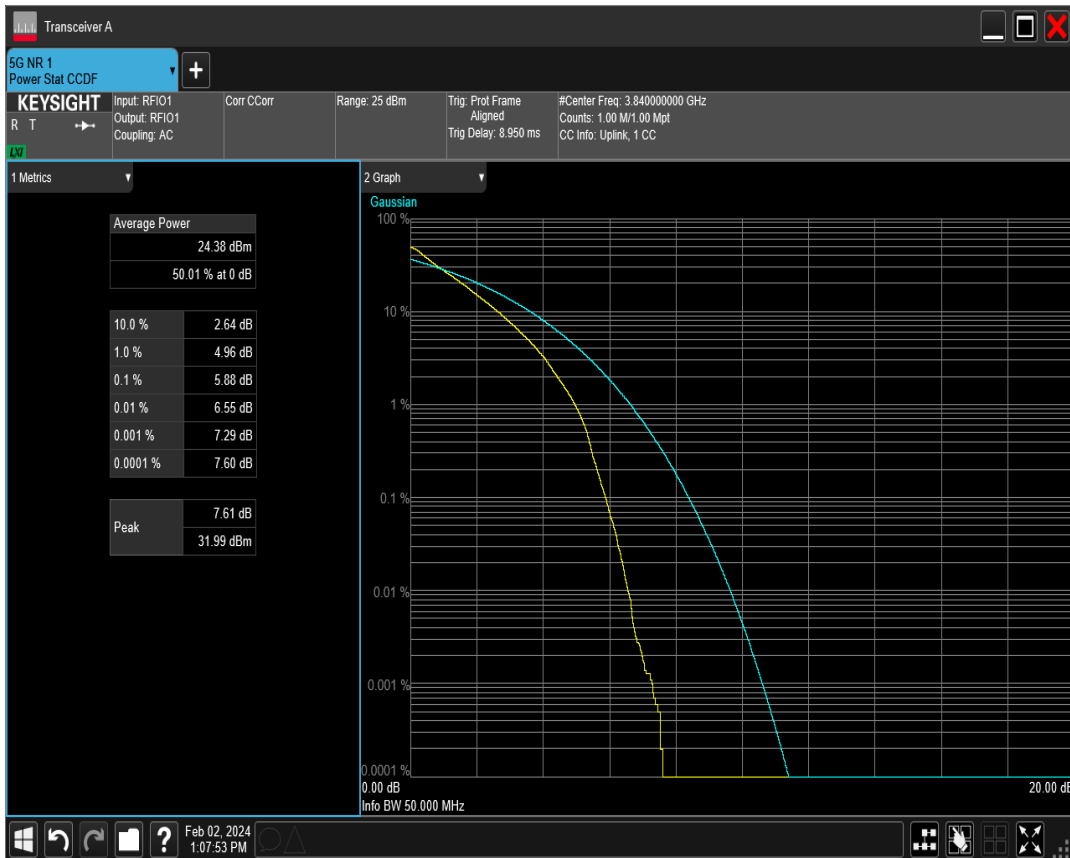 Transceiver A
5G NR 1
Power Stat CCDF
KEYSIGHT
R T
LXI
Input: RFIO1
Output: RFIO1
Coupling: AC
Corr CCorr
Range: 25 dBm
Trig: Prot Frame
Aligned
Trig Delay: 8.950 ms
#Center Freq: 3.840000000 GHz
Counts: 1.00 M/1.00 Mpt
CC Info: Uplink, 1 CC
1 Metrics
Average Power
24.38 dBm
50.01 % at 0 dB
10.0 % 2.64 dB
1.0 % 4.96 dB
0.1 % 5.88 dB
0.01 % 6.55 dB
0.001 % 7.29 dB
0.0001 % 7.60 dB
Peak
7.61 dB
31.99 dBm
2 Graph
Gaussian
100 %
10 %
1 %
0.1 %
0.01 %
0.001 %
0.0001 %
0.00 dB
20.00 dB
Info BW 50.000 MHz
Feb 02, 2024
1:07:53 PM